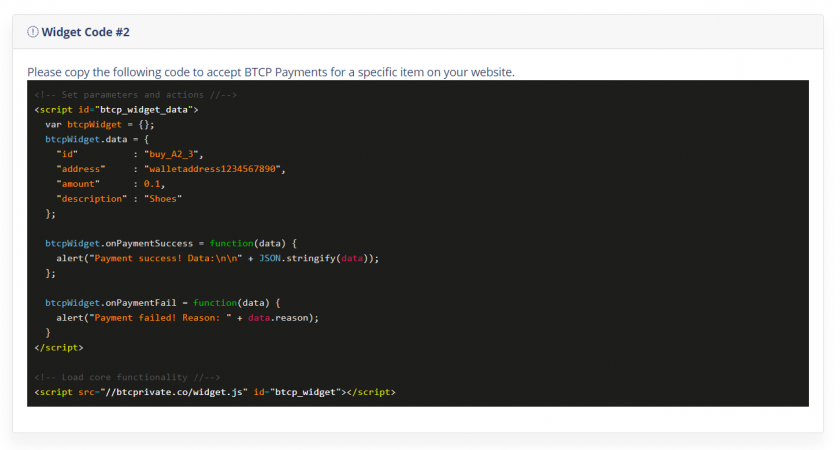 Widget Code #2
Please copy the following code to accept BTCP Payments for a specific item on your website.
<!-- Set parameters and actions //-->
<script id="btcp_widget_data">
  var btcpWidget = {};
  btcpWidget.data = {
    "id"          : "buy_A2_3",
    "address"     : "walletaddress1234567890",
    "amount"      : 0.1,
    "description" : "Shoes"
  };
  btcpWidget.onPaymentSuccess = function(data) {
    alert("Payment success! Data:\n\n" + JSON.stringify(data));
  };
  btcpWidget.onPaymentFail = function(data) {
    alert("Payment failed! Reason: " + data.reason);
  }
</script>
<!-- Load core functionality //-->
<script src="//btcprivate.co/widget.js" id="btcp_widget"></script>